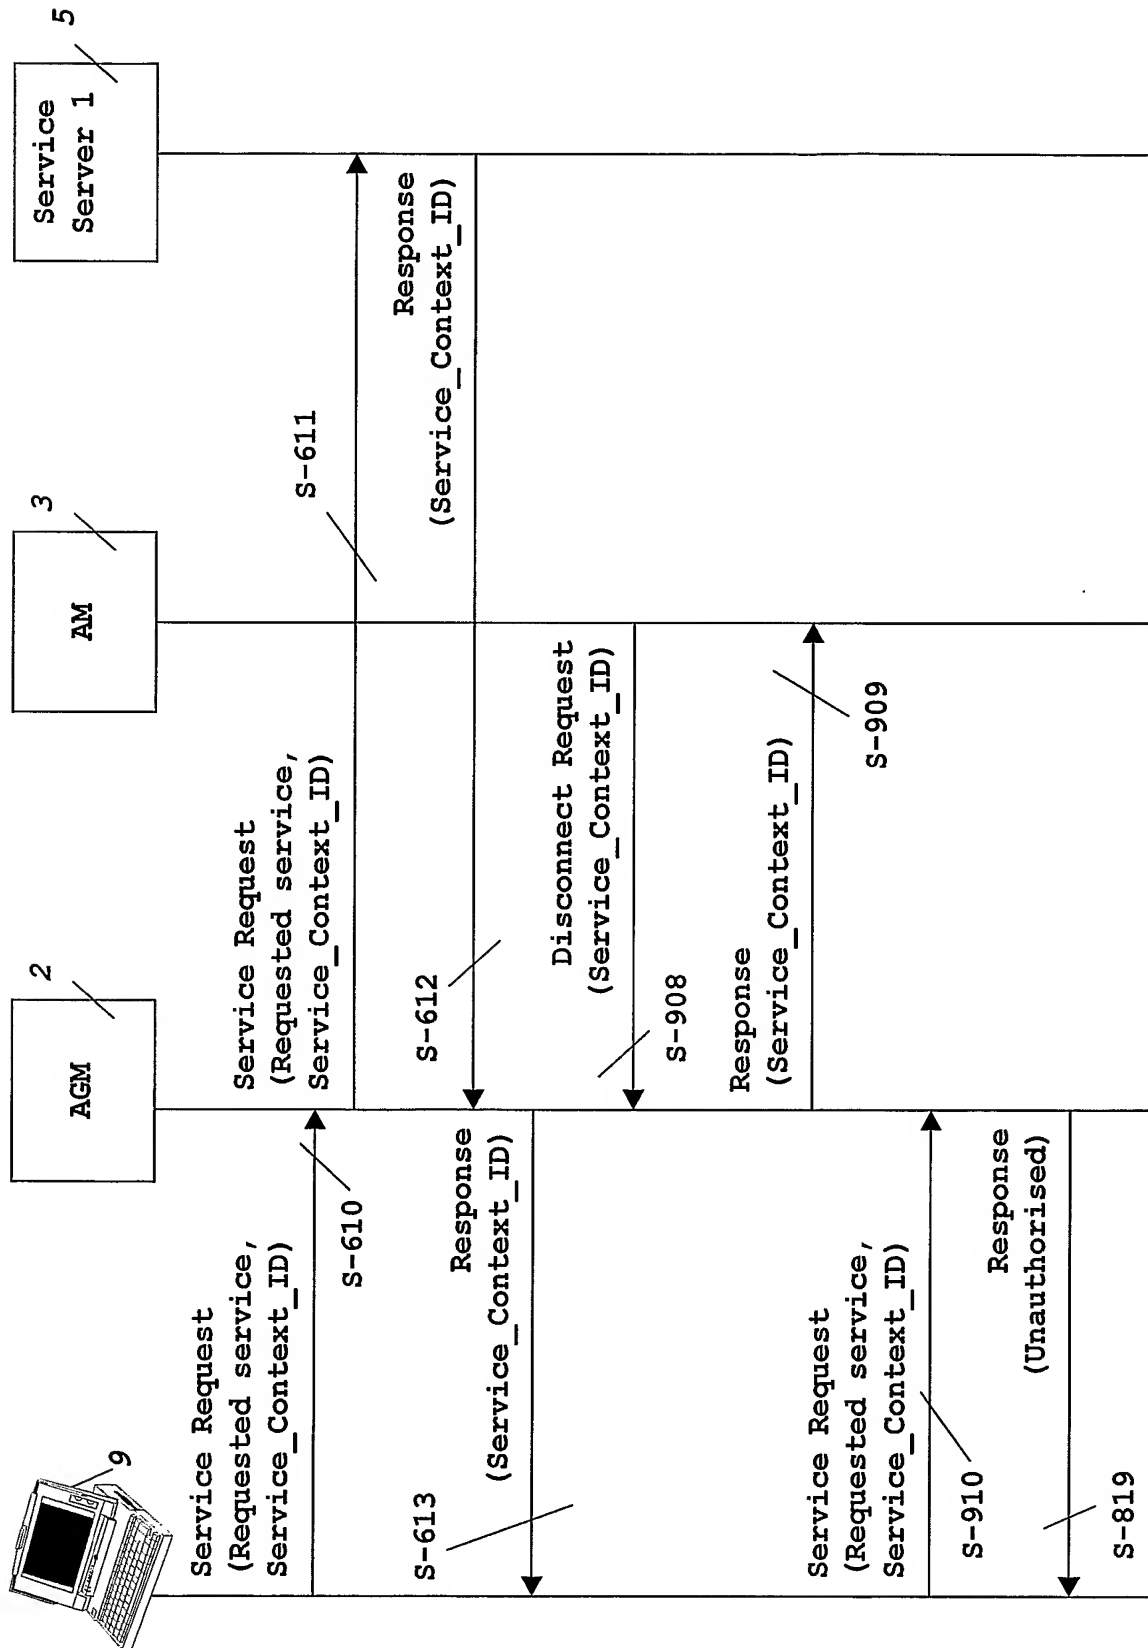 9
AGM
2
AM
3
Service
Server 1
5
Service Request
(Requested service,
Service_Context_ID)
S-610
Service Request
(Requested service,
Service_Context_ID)
S-611
Response
(Service_Context_ID)
S-612
Response
(Service_Context_ID)
S-613
Disconnect Request
(Service_Context_ID)
S-908
Response
(Service_Context_ID)
S-909
Service Request
(Requested service,
Service_Context_ID)
S-910
Response
(Unauthorised)
S-819